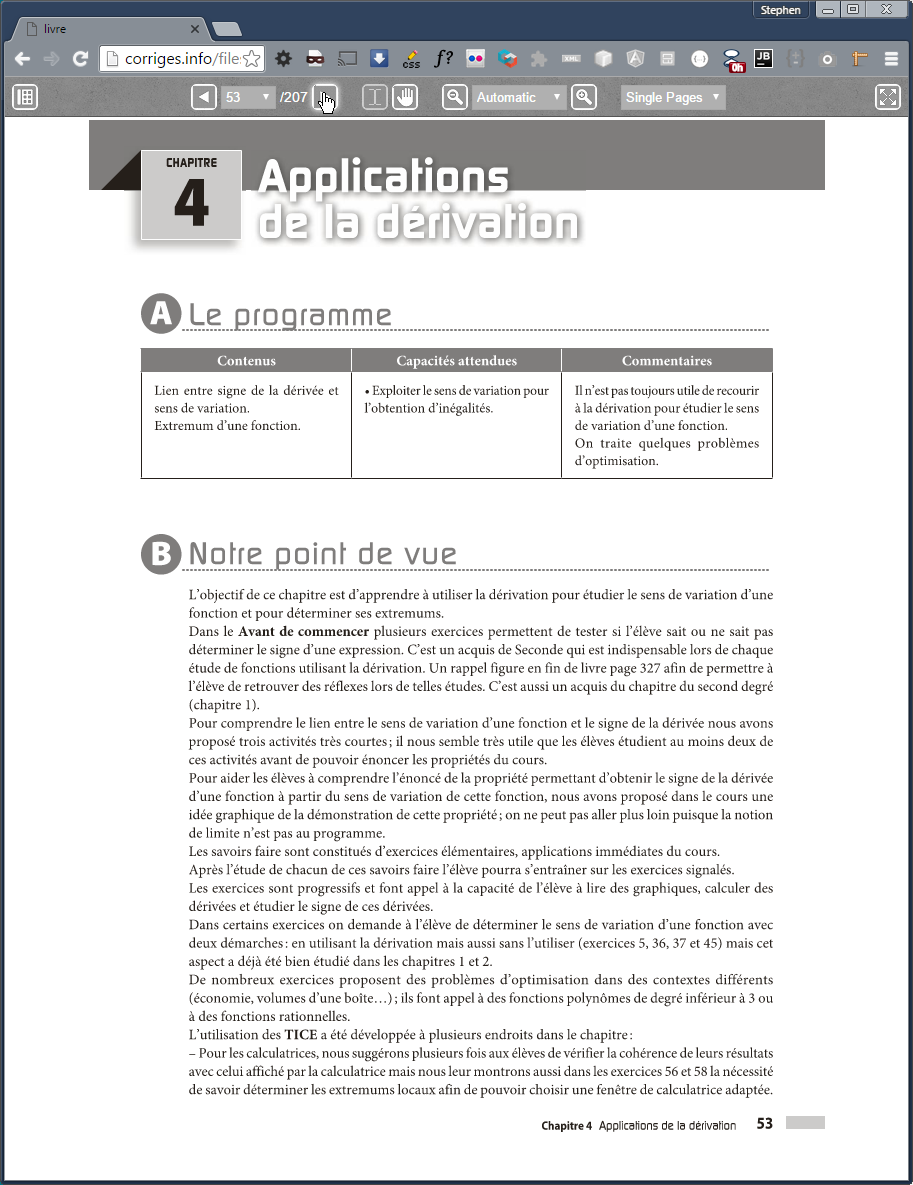 Stephen
livre
corriges.info/file
css
f?
XML
0h
JB
53
/207
Automatic
Single Pages
CHAPITRE
4
Applications
de la dérivation
A Le programme
Contenus Capacités attendues Commentaires
Lien entre signe de la dérivée et
sens de variation.
Extremum d’une fonction.
• Exploiter le sens de variation pour
l’obtention d’inégalités.
Il n’est pas toujours utile de recourir
à la dérivation pour étudier le sens
de variation d’une fonction.
On traite quelques problèmes
d’optimisation.
B Notre point de vue
L’objectif de ce chapitre est d’apprendre à utiliser la dérivation pour étudier le sens de variation d’une
fonction et pour déterminer ses extremums.
Dans le Avant de commencer plusieurs exercices permettent de tester si l’élève sait ou ne sait pas
déterminer le signe d’une expression. C’est un acquis de Seconde qui est indispensable lors de chaque
étude de fonctions utilisant la dérivation. Un rappel figure en fin de livre page 327 afin de permettre à
l’élève de retrouver des réflexes lors de telles études. C’est aussi un acquis du chapitre du second degré
(chapitre 1).
Pour comprendre le lien entre le sens de variation d’une fonction et le signe de la dérivée nous avons
proposé trois activités très courtes ; il nous semble très utile que les élèves étudient au moins deux de
ces activités avant de pouvoir énoncer les propriétés du cours.
Pour aider les élèves à comprendre l’énoncé de la propriété permettant d’obtenir le signe de la dérivée
d’une fonction à partir du sens de variation de cette fonction, nous avons proposé dans le cours une
idée graphique de la démonstration de cette propriété ; on ne peut pas aller plus loin puisque la notion
de limite n’est pas au programme.
Les savoirs faire sont constitués d’exercices élémentaires, applications immédiates du cours.
Après l’étude de chacun de ces savoirs faire l’élève pourra s’entraîner sur les exercices signalés.
Les exercices sont progressifs et font appel à la capacité de l’élève à lire des graphiques, calculer des
dérivées et étudier le signe de ces dérivées.
Dans certains exercices on demande à l’élève de déterminer le sens de variation d’une fonction avec
deux démarches : en utilisant la dérivation mais aussi sans l’utiliser (exercices 5, 36, 37 et 45) mais cet
aspect a déjà été bien étudié dans les chapitres 1 et 2.
De nombreux exercices proposent des problèmes d’optimisation dans des contextes différents
(économie, volumes d’une boîte…) ; ils font appel à des fonctions polynômes de degré inférieur à 3 ou
à des fonctions rationnelles.
L’utilisation des TICE a été développée à plusieurs endroits dans le chapitre :
– Pour les calculatrices, nous suggérons plusieurs fois aux élèves de vérifier la cohérence de leurs résultats
avec celui affiché par la calculatrice mais nous leur montrons aussi dans les exercices 56 et 58 la nécessité
de savoir déterminer les extremums locaux afin de pouvoir choisir une fenêtre de calculatrice adaptée.
Chapitre 4 Applications de la dérivation 53